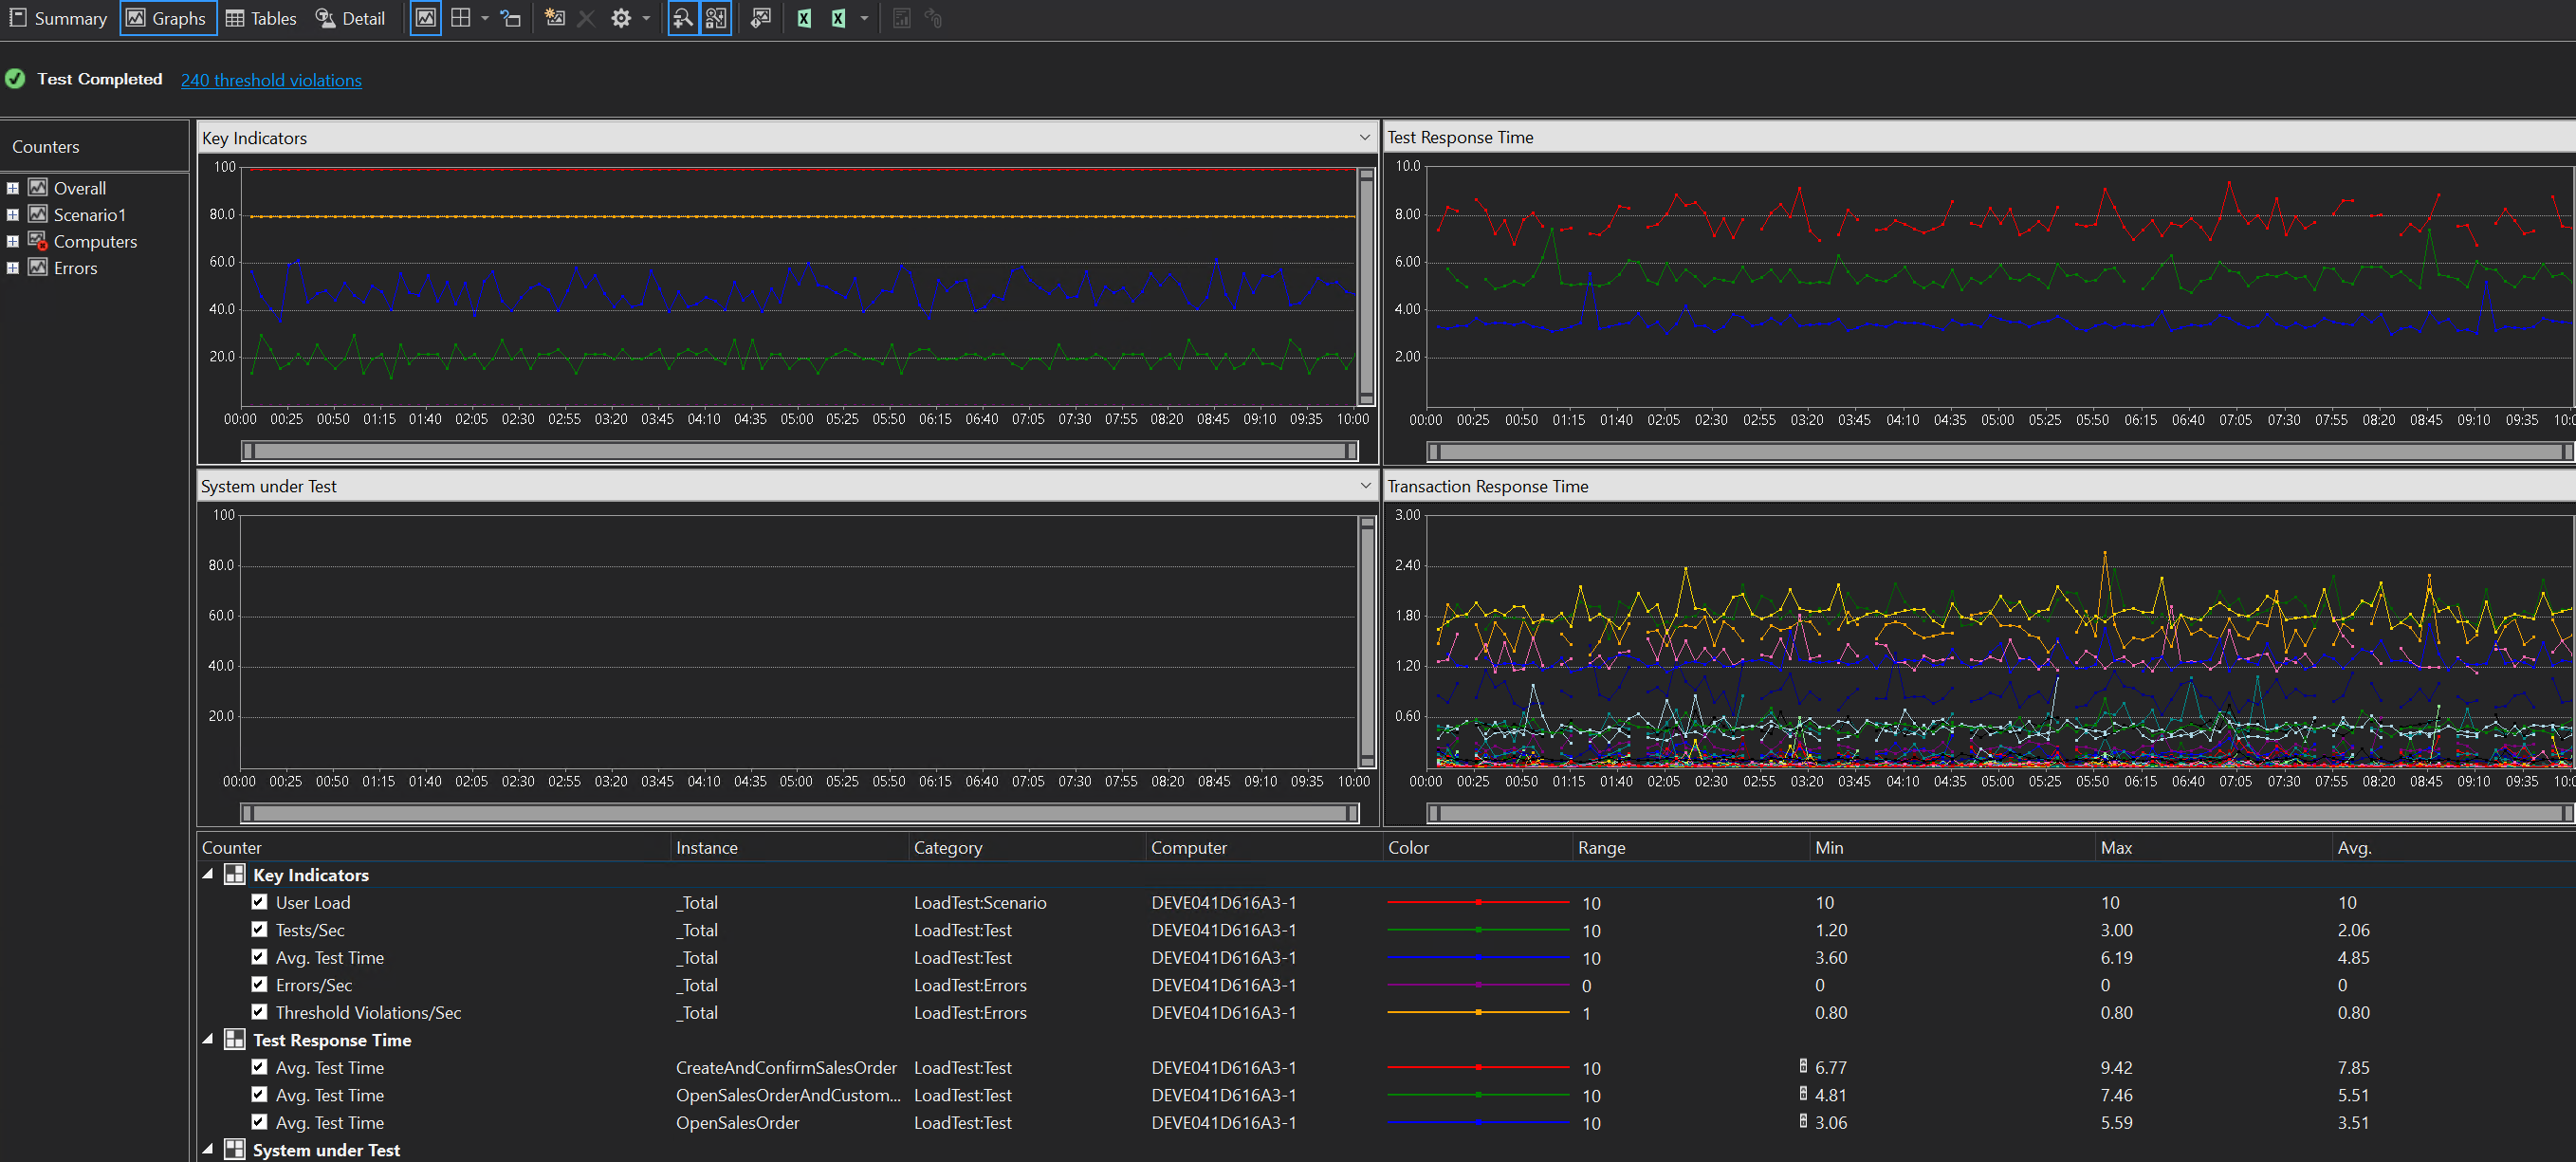 Summary Graphs Tables Detail
Test Completed 240 threshold violations
Counters
Overall
Scenario1
Computers
Errors
Key Indicators
100
80.0
60.0
40.0
20.0
00:00 00:25 00:50 01:15 01:40 02:05 02:30 02:55 03:20 03:45 04:10 04:35 05:00 05:25 05:50 06:15 06:40 07:05 07:30 07:55 08:20 08:45 09:10 09:35 10:00
Test Response Time
10.0
8.00
6.00
4.00
2.00
00:00 00:25 00:50 01:15 01:40 02:05 02:30 02:55 03:20 03:45 04:10 04:35 05:00 05:25 05:50 06:15 06:40 07:05 07:30 07:55 08:20 08:45 09:10 09:35 10:0
System under Test
100
80.0
60.0
40.0
20.0
00:00 00:25 00:50 01:15 01:40 02:05 02:30 02:55 03:20 03:45 04:10 04:35 05:00 05:25 05:50 06:15 06:40 07:05 07:30 07:55 08:20 08:45 09:10 09:35 10:00
Transaction Response Time
3.00
2.40
1.80
1.20
0.60
00:00 00:25 00:50 01:15 01:40 02:05 02:30 02:55 03:20 03:45 04:10 04:35 05:00 05:25 05:50 06:15 06:40 07:05 07:30 07:55 08:20 08:45 09:10 09:35 10:0
Counter Instance Category Computer Color Range Min Max Avg.
Key Indicators
User Load _Total LoadTest:Scenario DEVE041D616A3-1 10 10 10 10
Tests/Sec _Total LoadTest:Test DEVE041D616A3-1 10 1.20 3.00 2.06
Avg. Test Time _Total LoadTest:Test DEVE041D616A3-1 10 3.60 6.19 4.85
Errors/Sec _Total LoadTest:Errors DEVE041D616A3-1 0 0 0 0
Threshold Violations/Sec _Total LoadTest:Errors DEVE041D616A3-1 1 0.80 0.80 0.80
Test Response Time
Avg. Test Time CreateAndConfirmSalesOrder LoadTest:Test DEVE041D616A3-1 10 6.77 9.42 7.85
Avg. Test Time OpenSalesOrderAndCustom... LoadTest:Test DEVE041D616A3-1 10 4.81 7.46 5.51
Avg. Test Time OpenSalesOrder LoadTest:Test DEVE041D616A3-1 10 3.06 5.59 3.51
System under Test